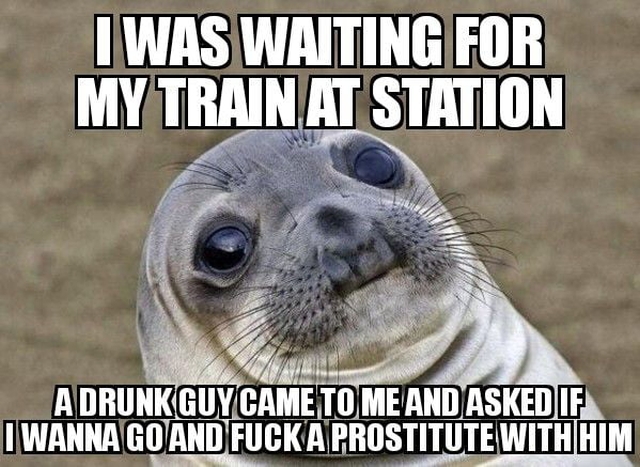 I WAS WAITING FOR
MY TRAIN AT STATION
A DRUNK GUY CAME TO ME AND ASKED IF
I WANNA GO AND FUCK A PROSTITUTE WITH HIM